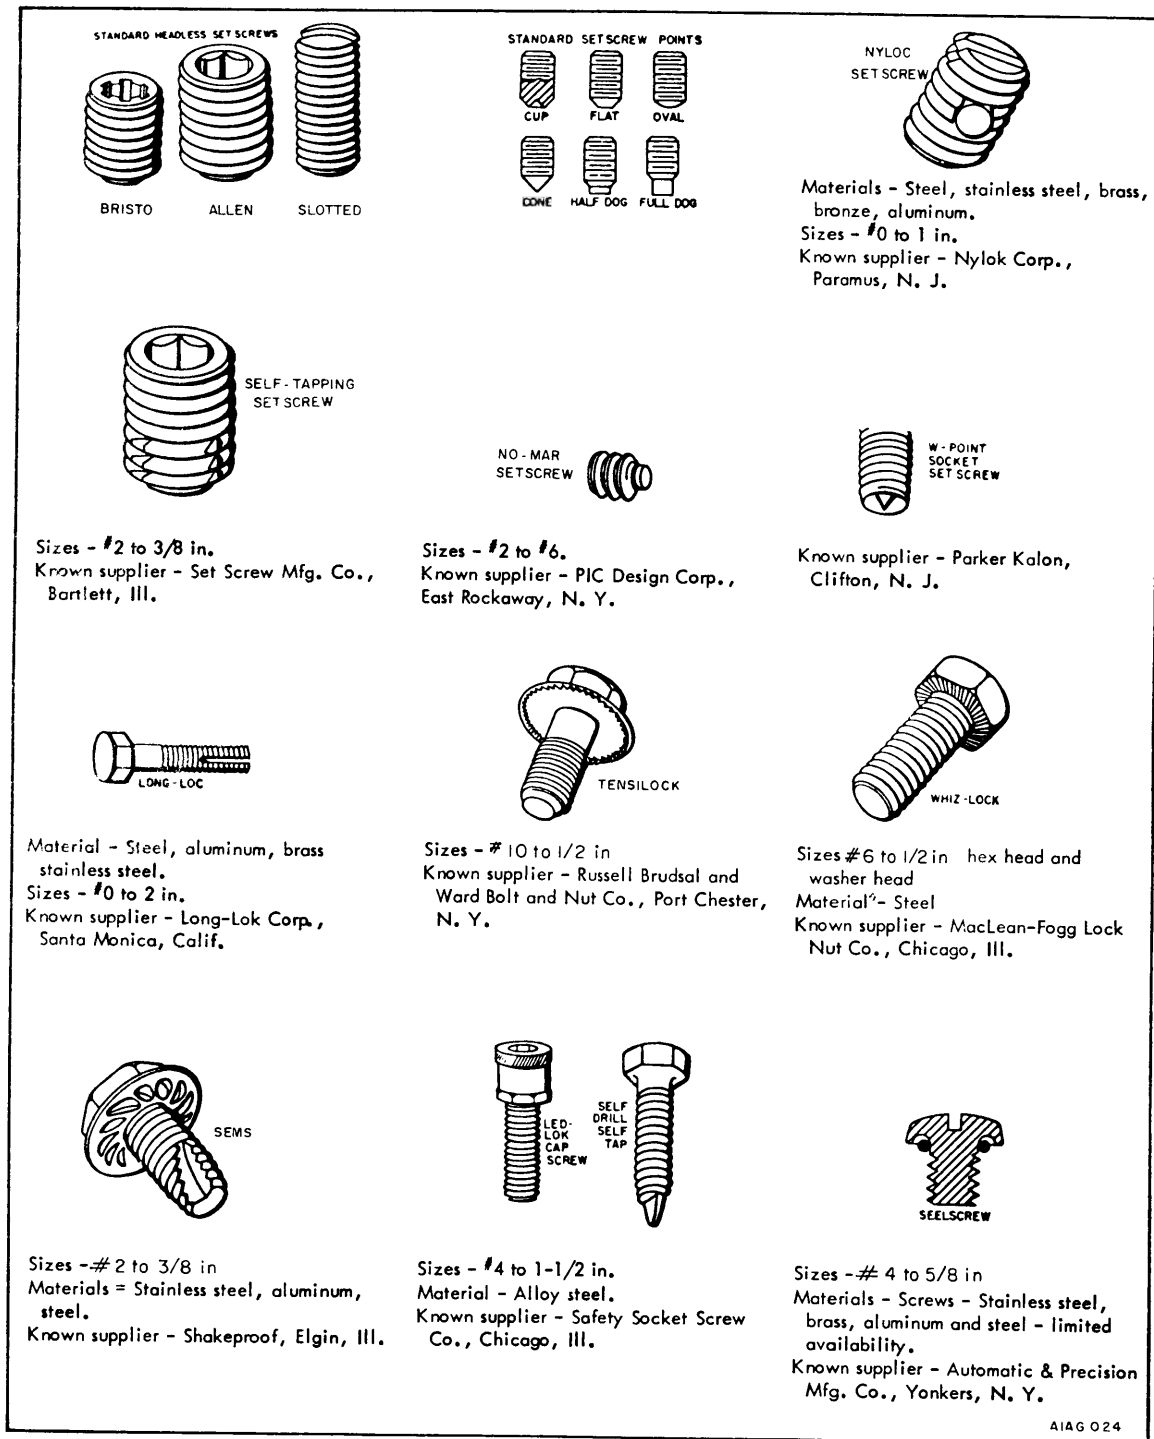 STANDARD HEADLESS SET SCREWS
BRISTO ALLEN SLOTTED
STANDARD SETSCREW POINTS
CUP FLAT OVAL
CONE HALF DOG FULL DOG
NYLOC
SETSCREW
Materials - Steel, stainless steel, brass,
bronze, aluminum.
Sizes - #0 to 1 in.
Known supplier - Nylok Corp.,
Paramus, N. J.
SELF-TAPPING
SETSCREW
Sizes - #2 to 3/8 in.
Known supplier - Set Screw Mfg. Co.,
Bartlett, Ill.
NO-MAR
SETSCREW
Sizes - #2 to #6.
Known supplier - PIC Design Corp.,
East Rockaway, N. Y.
W-POINT
SOCKET
SET SCREW
Known supplier - Parker Kalon,
Clifton, N. J.
LONG-LOC
Material - Steel, aluminum, brass
stainless steel.
Sizes - #0 to 2 in.
Known supplier - Long-Lok Corp.,
Santa Monica, Calif.
TENSILOCK
Sizes - # 10 to 1/2 in
Known supplier - Russell Brudsal and
Ward Bolt and Nut Co., Port Chester,
N. Y.
WHIZ-LOCK
Sizes #6 to 1/2 in hex head and
washer head
Material - Steel
Known supplier - MacLean-Fogg Lock
Nut Co., Chicago, Ill.
SEMS
Sizes - # 2 to 3/8 in
Materials = Stainless steel, aluminum,
steel.
Known supplier - Shakeproof, Elgin, Ill.
LED-
LOK
CAP
SCREW
SELF
DRILL
SELF
TAP
Sizes - #4 to 1-1/2 in.
Material - Alloy steel.
Known supplier - Safety Socket Screw
Co., Chicago, Ill.
SEELSCREW
Sizes - # 4 to 5/8 in
Materials - Screws - Stainless steel,
brass, aluminum and steel - limited
availability.
Known supplier - Automatic & Precision
Mfg. Co., Yonkers, N. Y.
AIAG 024